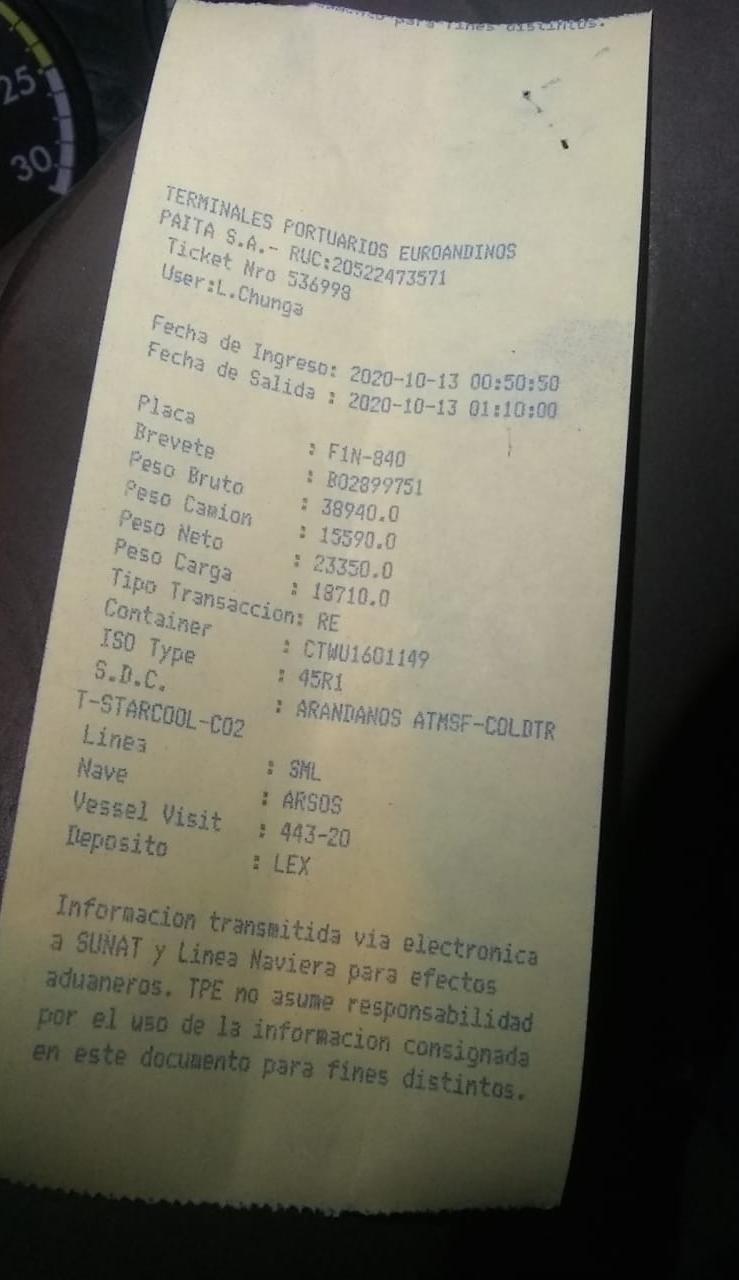 para fines distintos.
TERMINALES PORTUARIOS EUROANDINOS
PAITA S.A.- RUC:20522473571
Ticket Nro 536998
User:L.Chunga
Fecha de Ingreso: 2020-10-13 00:50:50
Fecha de Salida : 2020-10-13 01:10:00
Placa : F1N-840
Brevete : B02899751
Peso Bruto : 38940.0
Peso Camion : 15590.0
Peso Neto : 23350.0
Peso Carga : 18710.0
Tipo Transaccion: RE
Container : CTWU1601149
ISO Type : 45R1
S.D.C. : ARANDANOS ATMSF-COLDTR
T-STARCOOL-CO2
Linea : SML
Nave : ARSOS
Vessel Visit : 443-20
Deposito : LEX
Informacion transmitida via electronica
a SUNAT y Linea Naviera para efectos
aduaneros. TPE no asume responsabilidad
por el uso de la informacion consignada
en este documento para fines distintos.
25
30